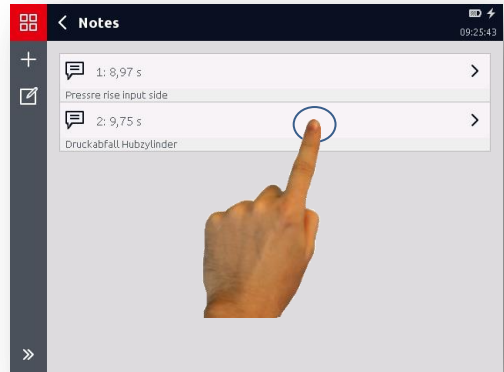 Notes
09:25:43
1: 8,97 s
Pressre rise input side
2: 9,75 s
Druckabfall Hubzylinder